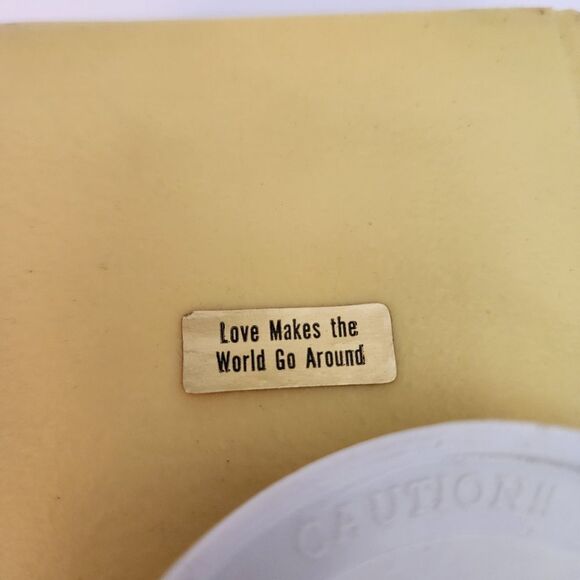 Love Makes the
World Go Around
CAUTION!!